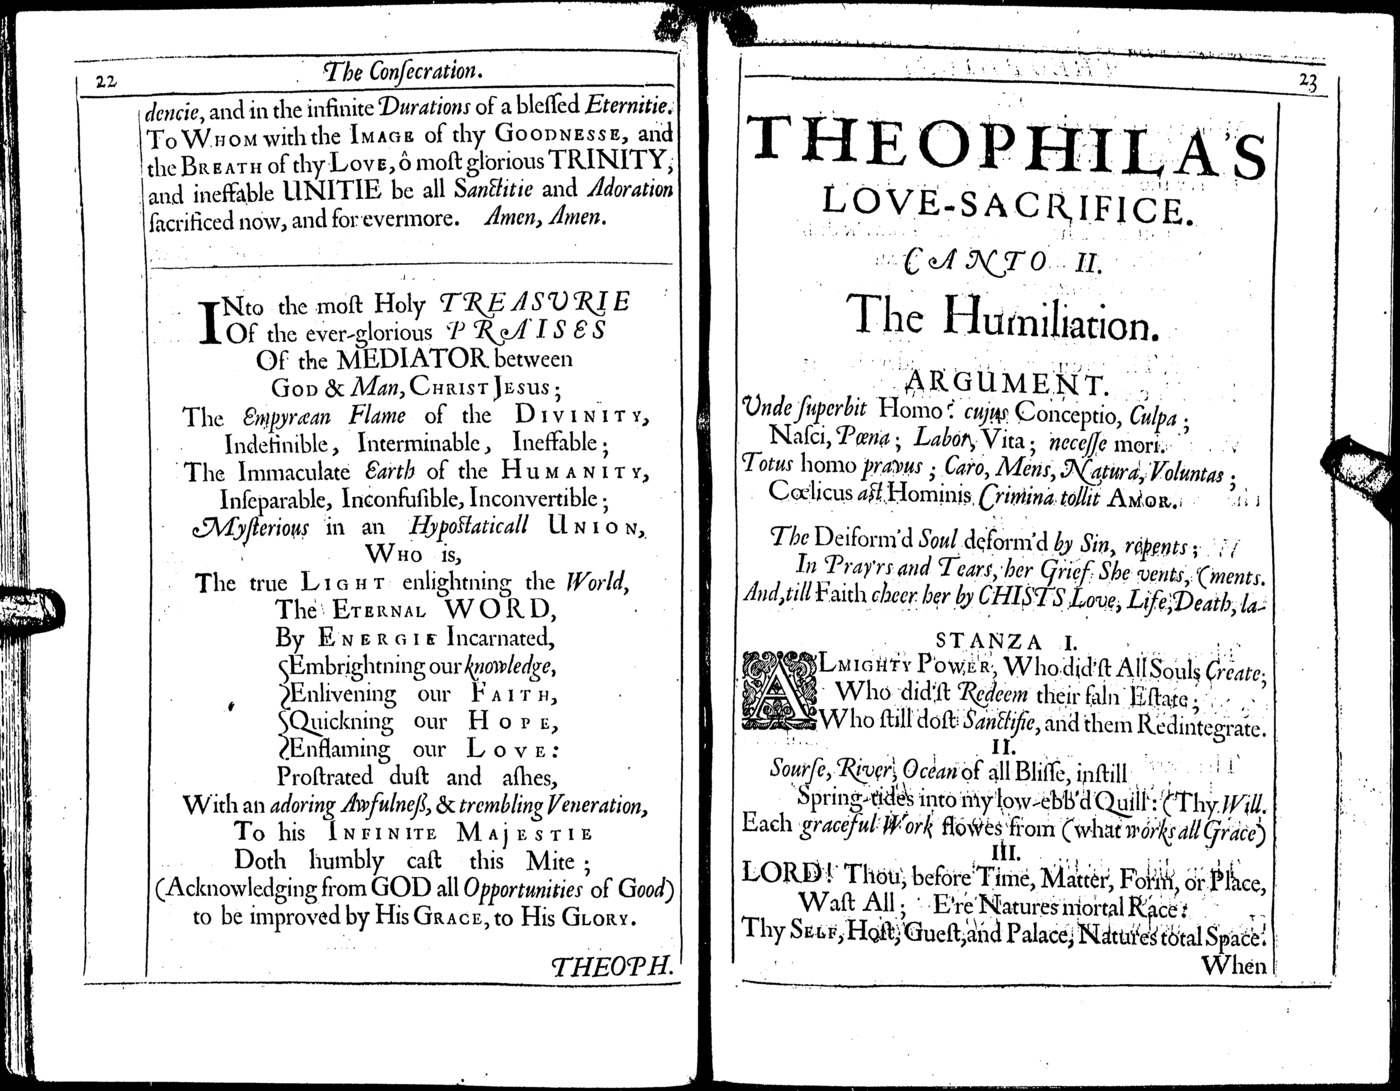 22
The Conſecration.
dencie, and in the infinite Durations of a bleſſed Eternitie.
TO WHOM with the IMAGE of thy GOODNESSE, and
the BREATH of thy LOVE, ô moſt glorious TRINITY,
and ineffable UNITIE be all Sanctitie and Adoration
ſacrificed now, and for evermore. Amen, Amen.
INto the moſt Holy TREASURIE
Of the ever-glorious PRAISES
Of the MEDIATOR between
GOD & Man, CHRIST JESUS;
The Empyræan Flame of the DIVINITY,
Indefinible, Interminable, Ineffable;
The Immaculate Earth of the HUMANITY,
Inſeparable, Inconfuſible, Inconvertible;
Myſterious in an Hypoſtaticall UNION,
WHO is,
The true LIGHT enlightning the World,
The ETERNAL WORD,
By ENERGIE Incarnated,
Embrightning our knowledge,
Enlivening our FAITH,
Quickning our HOPE,
Enflaming our LOVE:
Proſtrated duſt and aſhes,
With an adoring Awfulneß, & trembling Veneration,
To his INFINITE MAJESTIE
Doth humbly caſt this Mite;
(Acknowledging from GOD all Opportunities of Good)
to be improved by His GRACE, to His GLORY.
THEOPH.
23
THEOPHILA'S
LOVE-SACRIFICE.
CANTO II.
The Humiliation.
ARGUMENT.
Unde ſuperbit Homo? cujus Conceptio, Culpa;
Naſci, Pœna; Labor, Vita; neceſſe mori.
Totus homo pravus; Caro, Mens, Natura, Voluntas;
Cœlicus aſt Hominis Crimina tollit AMOR.
The Deiform'd Soul deform'd by Sin, repents;
In Pray'rs and Tears, her Grief She vents, (ments.
And, till Faith cheer her by CHISTS Love, Life, Death, la-
STANZA I.
ALMIGHTY POWER, Who did'ſt All Souls Create;
Who did'ſt Redeem their faln Eſtate;
Who ſtill doſt Sanctifie, and them Redintegrate.
II.
Sourſe, River, Ocean of all Bliſſe, inſtill
Spring-tides into my low-ebb'd Quill: (Thy Will.
Each graceful Work flowes from (what works all Grace)
III.
LORD! Thou, before Time, Matter, Form, or Place,
Waſt All; E're Natures mortal Race:
Thy SELF, Hoſt, Gueſt, and Palace, Natures total Space.
When